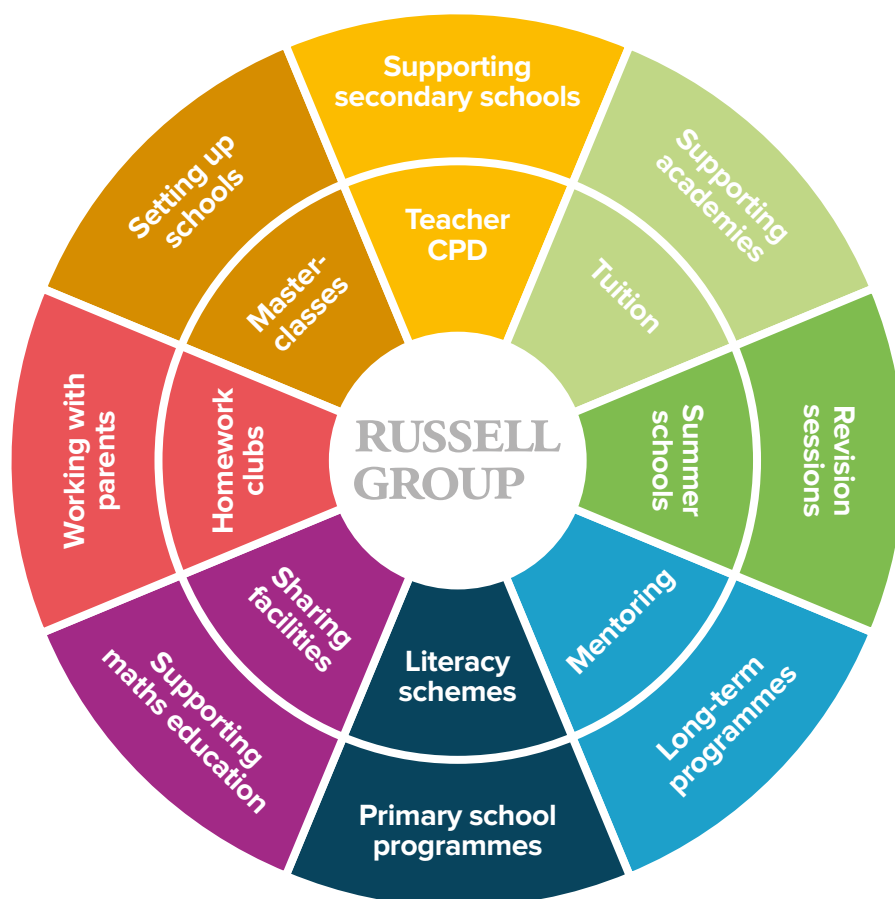 Supporting
secondary schools
Supporting
academies
Revision
sessions
Long-term
programmes
Primary school
programmes
Supporting
maths education
Working with
parents
Setting up
schools
Teacher
CPD
Tuition
Summer
schools
Mentoring
Literacy
schemes
Sharing
facilities
Homework
clubs
Master-
classes
RUSSELL
GROUP